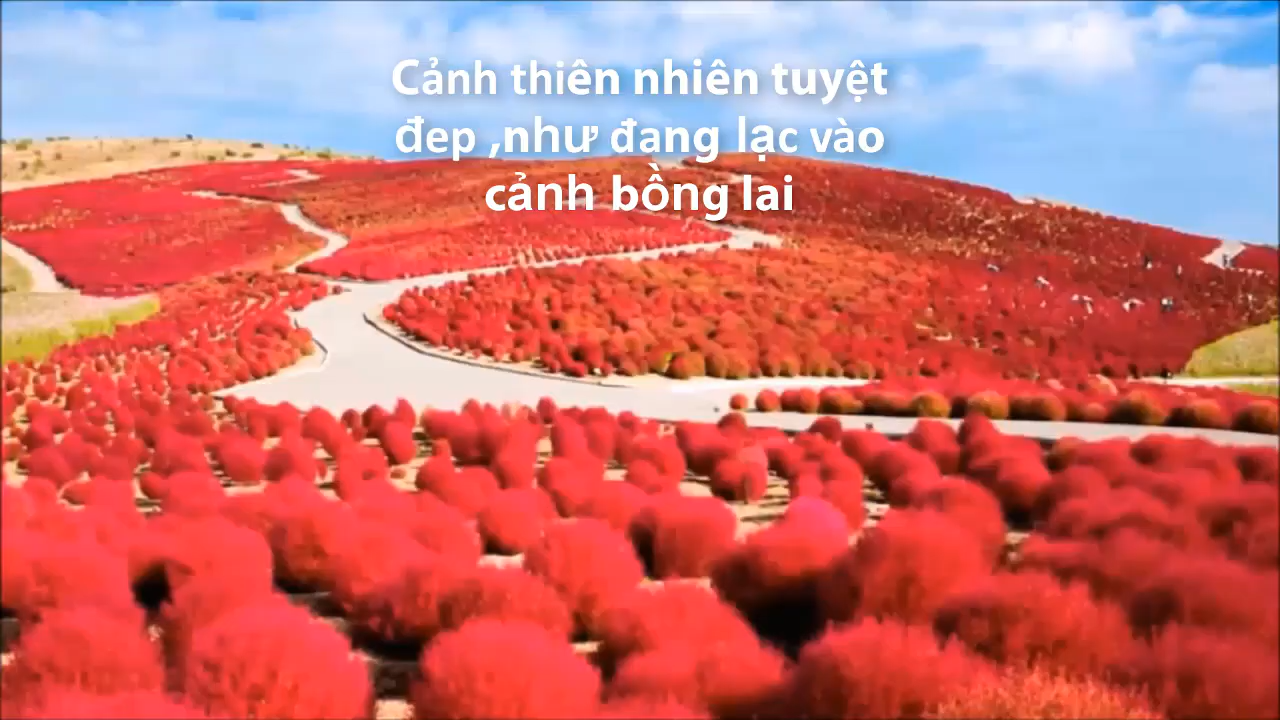 Cảnh thiên nhiên tuyệt
đẹp ,như đang lạc vào
cảnh bồng lai